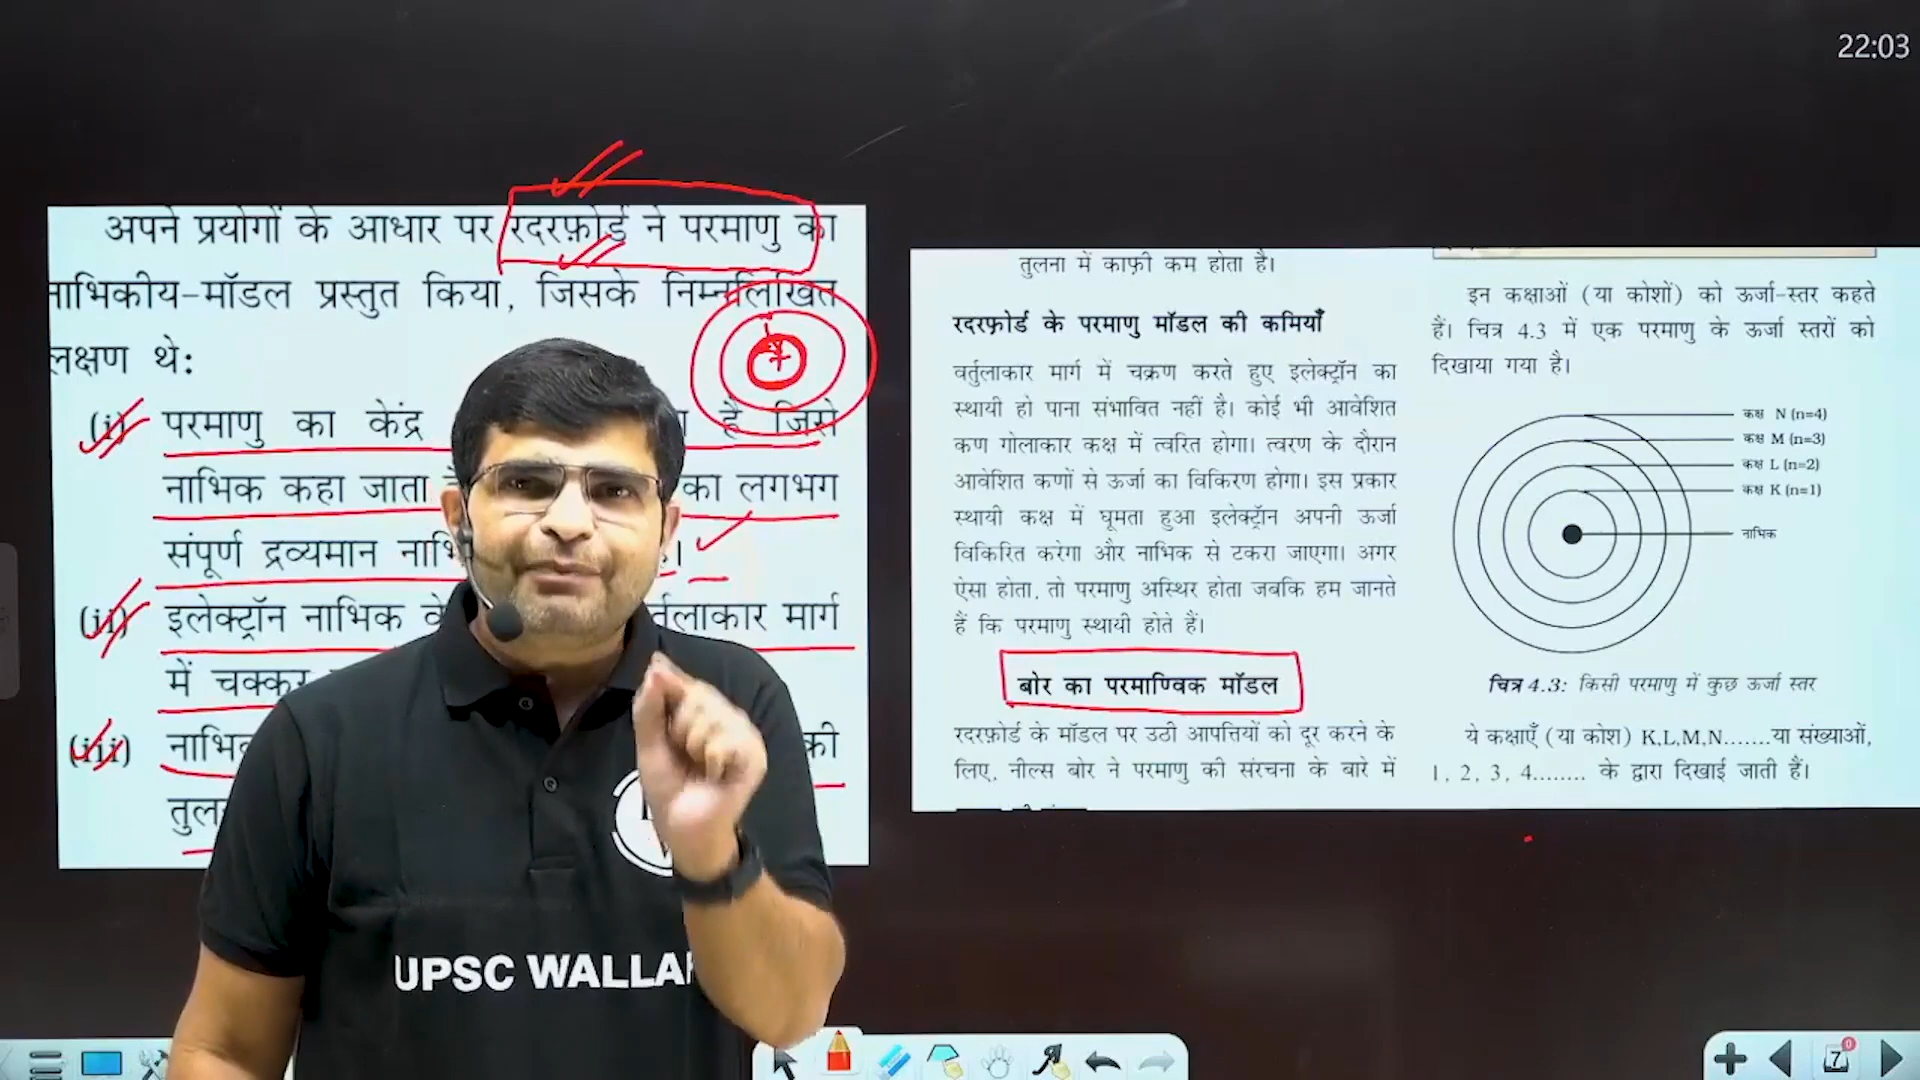 22:03
अपने प्रयोगों के आधार पर रदरफ़ोर्ड ने परमाणु का
नाभिकीय-मॉडल प्रस्तुत किया, जिसके निम्नलिखित
लक्षण थे:
(i) परमाणु का केंद्र है जिसे
नाभिक कहा जाता का लगभग
संपूर्ण द्रव्यमान
(ii) इलेक्ट्रॉन नाभिक मार्ग
में चक्कर
(iii) की
तुलना में काफ़ी कम होता है।
रदरफ़ोर्ड के परमाणु मॉडल की कमियाँ
वर्तुलाकार मार्ग में चक्रण करते हुए इलेक्ट्रॉन का
स्थायी हो पाना संभावित नहीं है। कोई भी आवेशित
कण गोलाकार कक्ष में त्वरित होगा। त्वरण के दौरान
आवेशित कणों से ऊर्जा का विकिरण होगा। इस प्रकार
स्थायी कक्ष में घूमता हुआ इलेक्ट्रॉन अपनी ऊर्जा
विकिरित करेगा और नाभिक से टकरा जाएगा। अगर
ऐसा होता, तो परमाणु अस्थिर होता जबकि हम जानते
हैं कि परमाणु स्थायी होते हैं।
बोर का परमाण्विक मॉडल
रदरफ़ोर्ड के मॉडल पर उठी आपत्तियों को दूर करने के
लिए, नील्स बोर ने परमाणु की संरचना के बारे में
इन कक्षाओं (या कोशों) को ऊर्जा-स्तर कहते
हैं। चित्र 4.3 में एक परमाणु के ऊर्जा स्तरों को
दिखाया गया है।
कक्ष N (n=4)
कक्ष M (n=3)
कक्ष L (n=2)
कक्ष K (n=1)
नाभिक
चित्र 4.3: किसी परमाणु में कुछ ऊर्जा स्तर
ये कक्षाएँ (या कोश) K,L,M,N.......या संख्याओं,
1, 2, 3, 4........ के द्वारा दिखाई जाती हैं।
UPSC WALLAH
7
0